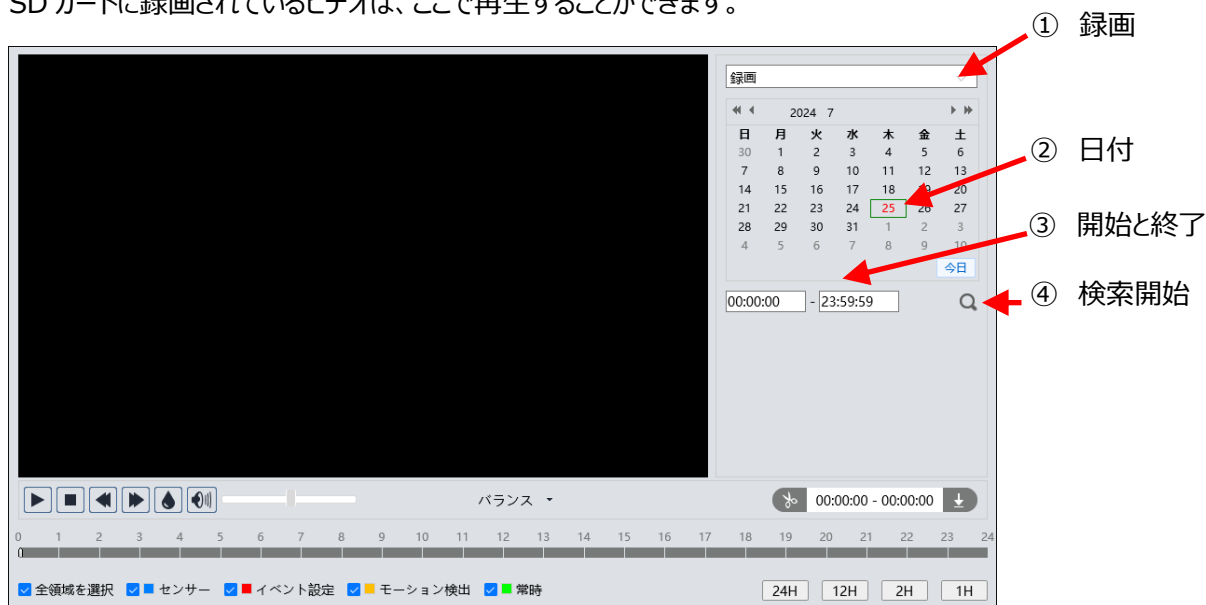 SD カードに録画されているビデオは、ここで再生することができます。
① 録画
録画
2024 7
日 月 火 水 木 金 土
30 1 2 3 4 5 6
② 日付
7 8 9 10 11 12 13
14 15 16 17 18 19 20
21 22 23 24 25 26 27
③ 開始と終了
28 29 30 31 1 2 3
4 5 6 7 8 9 10
今日
④ 検索開始
00:00:00 - 23:59:59
バランス
00:00:00 - 00:00:00
0 1 2 3 4 5 6 7 8 9 10 11 12 13 14 15 16 17 18 19 20 21 22 23 24
全領域を選択 センサー イベント設定 モーション検出 常時
24H 12H 2H 1H